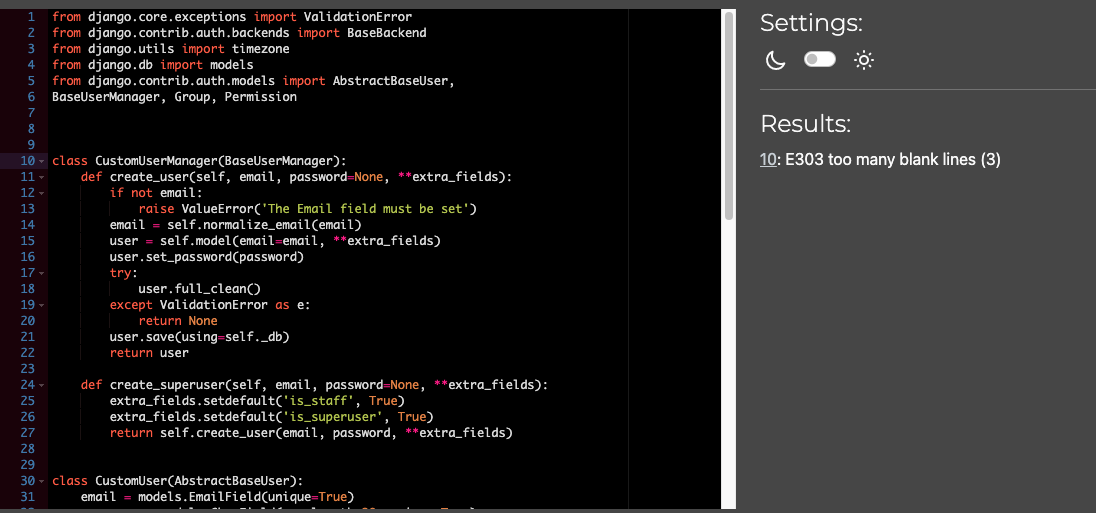 1 from django.core.exceptions import ValidationError
2 from django.contrib.auth.backends import BaseBackend
3 from django.utils import timezone
4 from django.db import models
5 from django.contrib.auth.models import AbstractBaseUser,
6 BaseUserManager, Group, Permission
7
8
9
10 class CustomUserManager(BaseUserManager):
11     def create_user(self, email, password=None, **extra_fields):
12         if not email:
13             raise ValueError('The Email field must be set')
14         email = self.normalize_email(email)
15         user = self.model(email=email, **extra_fields)
16         user.set_password(password)
17         try:
18             user.full_clean()
19         except ValidationError as e:
20             return None
21         user.save(using=self._db)
22         return user
23
24     def create_superuser(self, email, password=None, **extra_fields):
25         extra_fields.setdefault('is_staff', True)
26         extra_fields.setdefault('is_superuser', True)
27         return self.create_user(email, password, **extra_fields)
28
29
30 class CustomUser(AbstractBaseUser):
31     email = models.EmailField(unique=True)
Settings:
Results:
10: E303 too many blank lines (3)